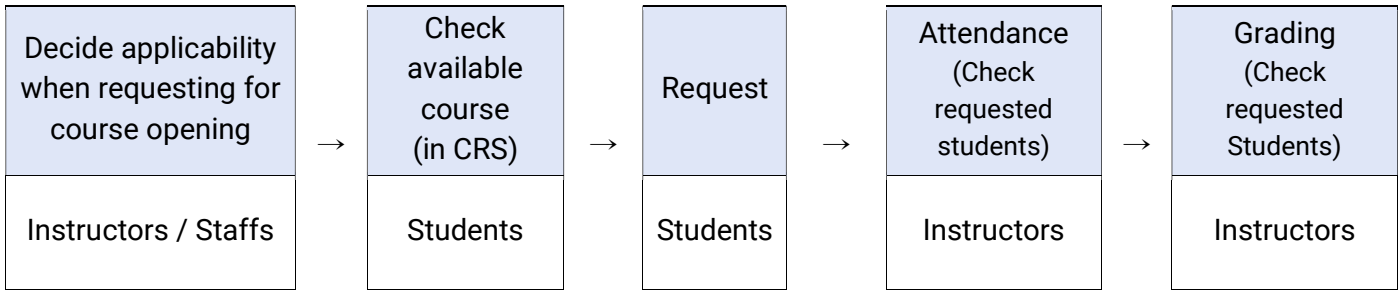 Decide applicability
when requesting for
course opening
Instructors / Staffs
→
Check
available
course
(in CRS)
Students
→
Request
Students
→
Attendance
(Check
requested
students)
Instructors
→
Grading
(Check
requested
Students)
Instructors